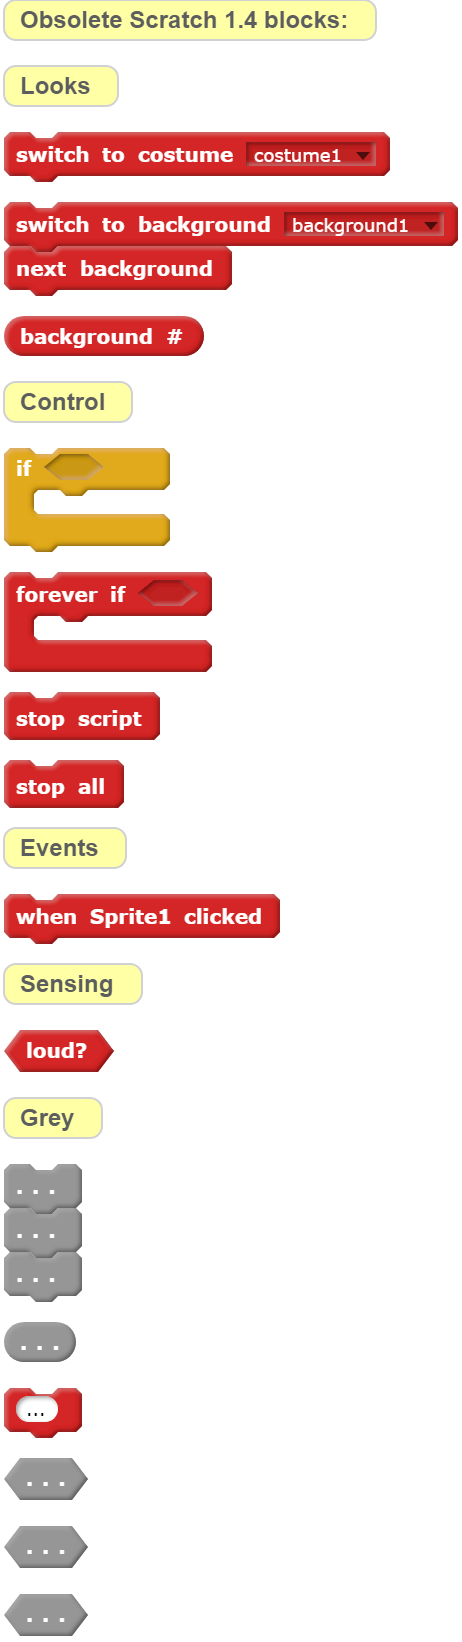 Obsolete Scratch 1.4 blocks:
Looks
switch to costume costume1
switch to background background1
next background
background #
Control
if
forever if
stop script
stop all
Events
when Sprite1 clicked
Sensing
loud?
Grey
...
...
...
...
...
...
...
...